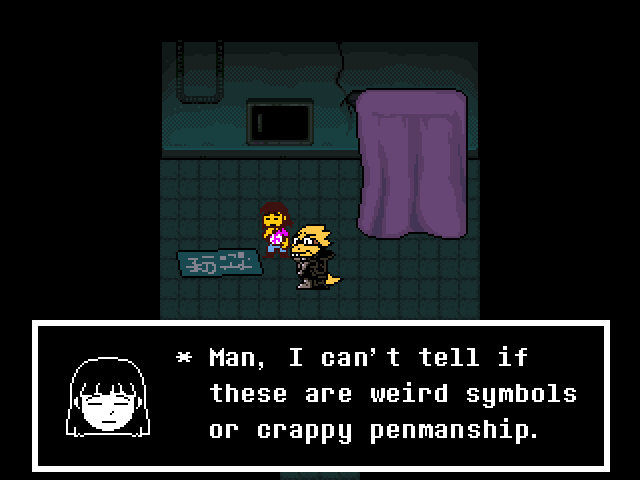 * Man, I can't tell if
these are weird symbols
or crappy penmanship.